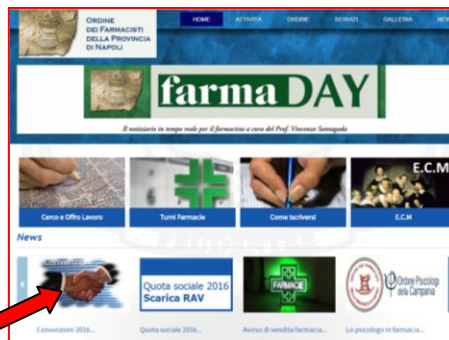 ORDINE
DEI FARMACISTI
DELLA PROVINCIA
DI NAPOLI
HOME ATTIVITÀ ORDINE SERVIZI GALLERIA NEW
farmaDAY
Il notiziario in tempo reale per il farmacista a cura del Prof. Vincenzo Santagada
E.C.M
Cerco e Offro Lavoro
Turni Farmacie
Come Iscriversi
E.C.M
News
Convenzioni
Quota sociale 2016
Scarica RAV
FARMACIE
Ordine Psicologi
della Campania
Convenzioni 2016...
Quota sociale 2016...
Avviso di vendita farmacia...
Lo psicologo in farmacia...